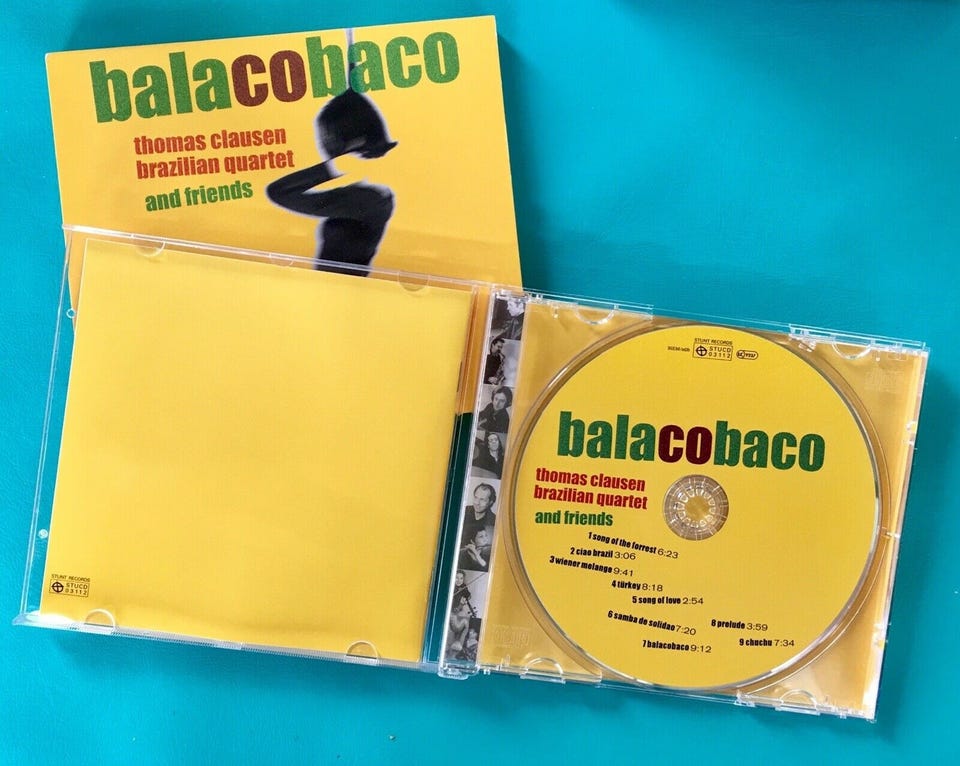 balacobaco
thomas clausen
brazilian quartet
and friends
STUNT RECORDS
STUCD
03112
STUNT RECORDS
STUCD
03112
balacobaco
thomas clausen
brazilian quartet
and friends
1 song of the forrest 6:23
2 ciao brazil 3:06
3 wiener melange 9:41
4 türkey 8:18
5 song of love 2:54
6 samba de solidao 7:20
7 balacobaco 9:12
8 prelude 3:59
9 chuchu 7:34